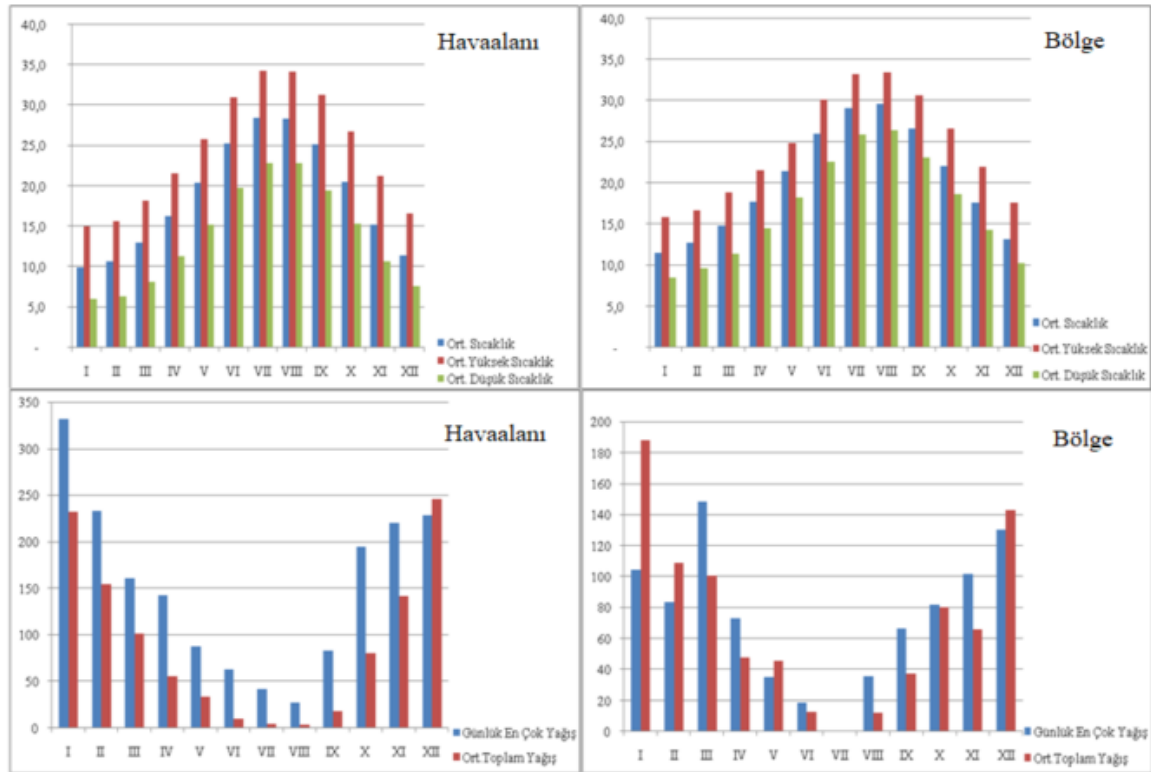 Havaalanı
40,0
35,0
30,0
25,0
20,0
15,0
10,0
5,0
-
I II III IV V VI VII VIII IX X XI XII
Ort. Sıcaklık
Ort.Yüksek Sıcaklık
Ort. Düşük Sıcaklık
Bölge
40,0
35,0
30,0
25,0
20,0
15,0
10,0
5,0
-
I II III IV V VI VII VIII IX X XI XII
Ort. Sıcaklık
Ort. Yüksek Sıcaklık
Ort. Düşük Sıcaklık
Havaalanı
350
300
250
200
150
100
50
0
I II III IV V VI VII VIII IX X XI XII
Günlük En Çok Yağış
Ort.Toplam Yağış
Bölge
200
180
160
140
120
100
80
60
40
20
0
I II III IV V VI VII VIII IX X XI XII
Günlük En Çok Yağış
Ort.Toplam Yağış